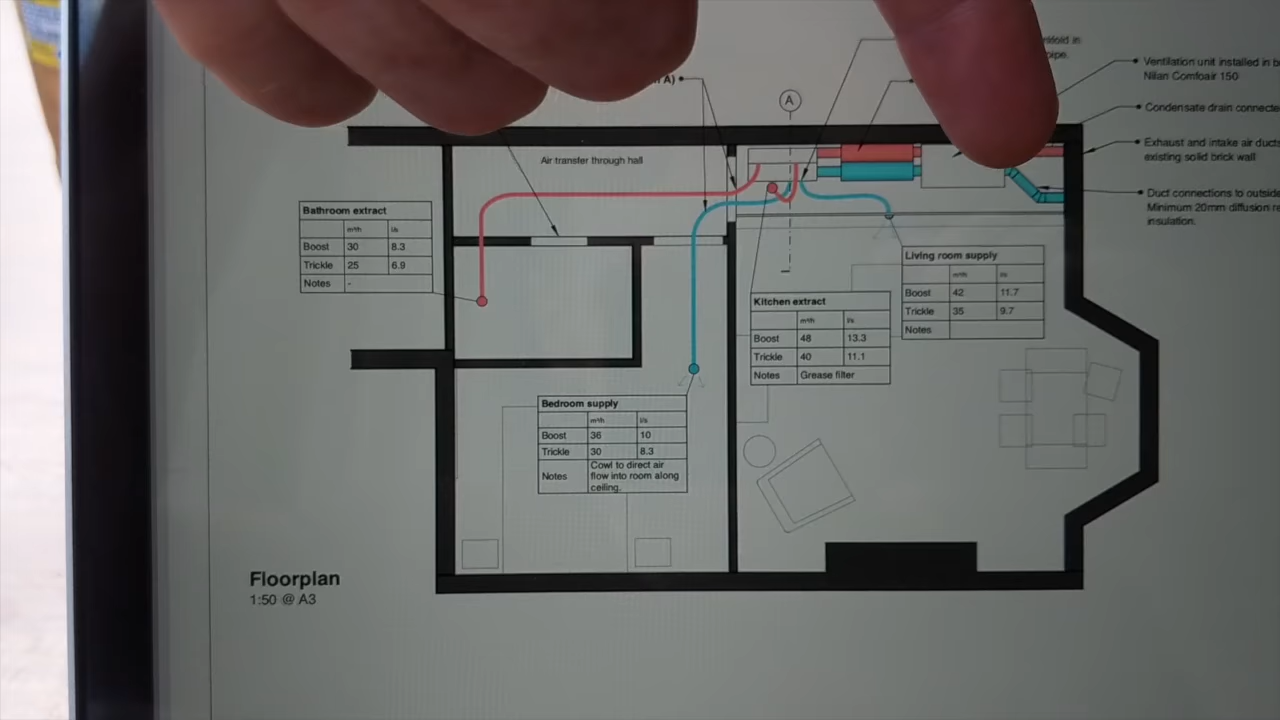 A)
nifold in
pipe.
Ventilation unit installed in b
Nilan Comfoair 150
A
Condensate drain connecte
Exhaust and intake air ducts
existing solid brick wall
Duct connections to outside
Minimum 20mm diffusion re
insulation.
Air transfer through hall
Bathroom extract
m³/h l/s
Boost 30 8.3
Trickle 25 6.9
Notes -
Living room supply
m³/h l/s
Boost 42 11.7
Trickle 35 9.7
Notes
Kitchen extract
m³/h l/s
Boost 48 13.3
Trickle 40 11.1
Notes Grease filter
Bedroom supply
m³/h l/s
Boost 36 10
Trickle 30 8.3
Notes Cowl to direct air
flow into room along
ceiling.
Floorplan
1:50 @ A3